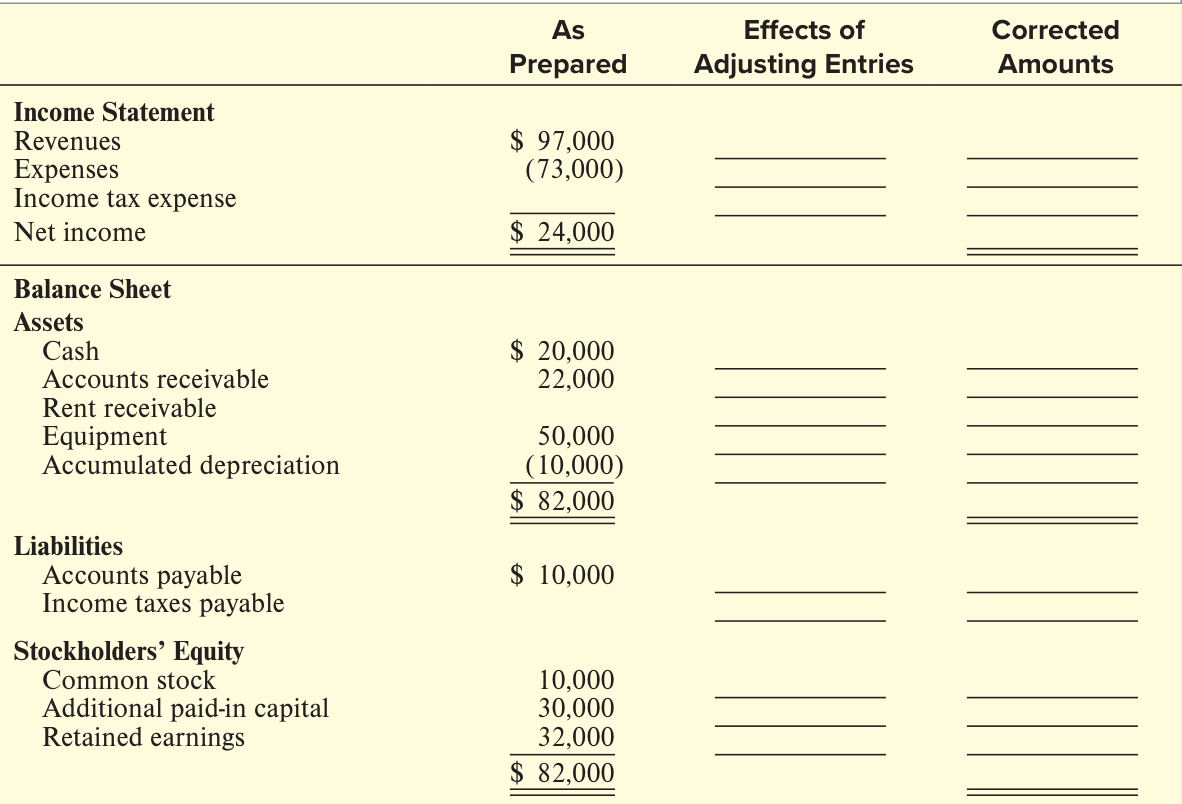 As Effects of Corrected
Prepared Adjusting Entries Amounts
Income Statement
Revenues $ 97,000
Expenses (73,000)
Income tax expense
Net income $ 24,000
Balance Sheet
Assets
Cash $ 20,000
Accounts receivable 22,000
Rent receivable
Equipment 50,000
Accumulated depreciation (10,000)
$ 82,000
Liabilities
Accounts payable $ 10,000
Income taxes payable
Stockholders’ Equity
Common stock 10,000
Additional paid-in capital 30,000
Retained earnings 32,000
$ 82,000